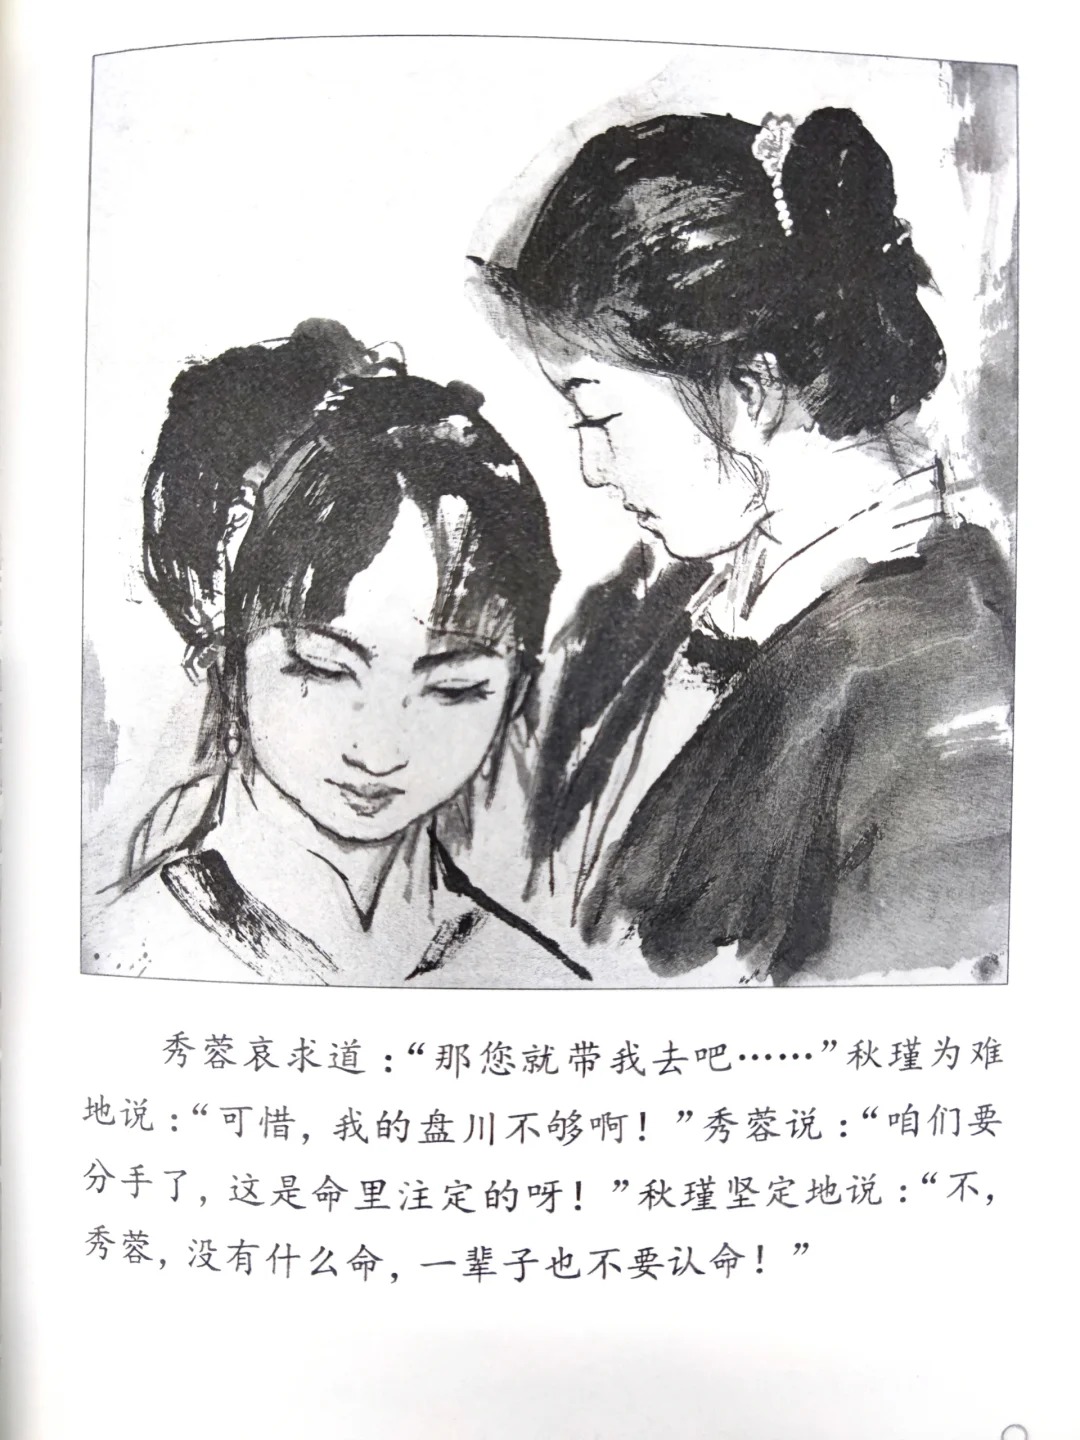 秀蓉哀求道：“那您就带我去吧……”秋瑾为难
地说：“可惜，我的盘川不够啊！”秀蓉说：“咱们要
分手了，这是命里注定的呀！”秋瑾坚定地说：“不，
秀蓉，没有什么命，一辈子也不要认命！”